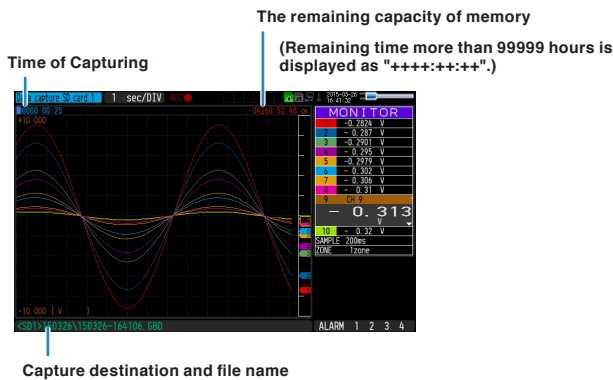 The remaining capacity of memory
(Remaining time more than 99999 hours is
displayed as "++++:++:++".)
Time of Capturing
Data capture SD card 1 1 sec/DIV REC 2015-03-26
16:41:32
0000:00:25 04260:52:48 CH
+10.000
MONITOR
1 -0.2824 V
2 - 0.287 V
3 -0.2901 V
4 - 0.295 V
5 -0.2979 V
6 - 0.302 V
7 - 0.306 V
8 - 0.31 V
9 CH 9
- 0.313
V
10 - 0.32 V
SAMPLE 200ms
ZONE 1zone
-10.000 [ V ]
<SD1>150326\150326-164106.GBD
ALARM 1 2 3 4
Capture destination and file name